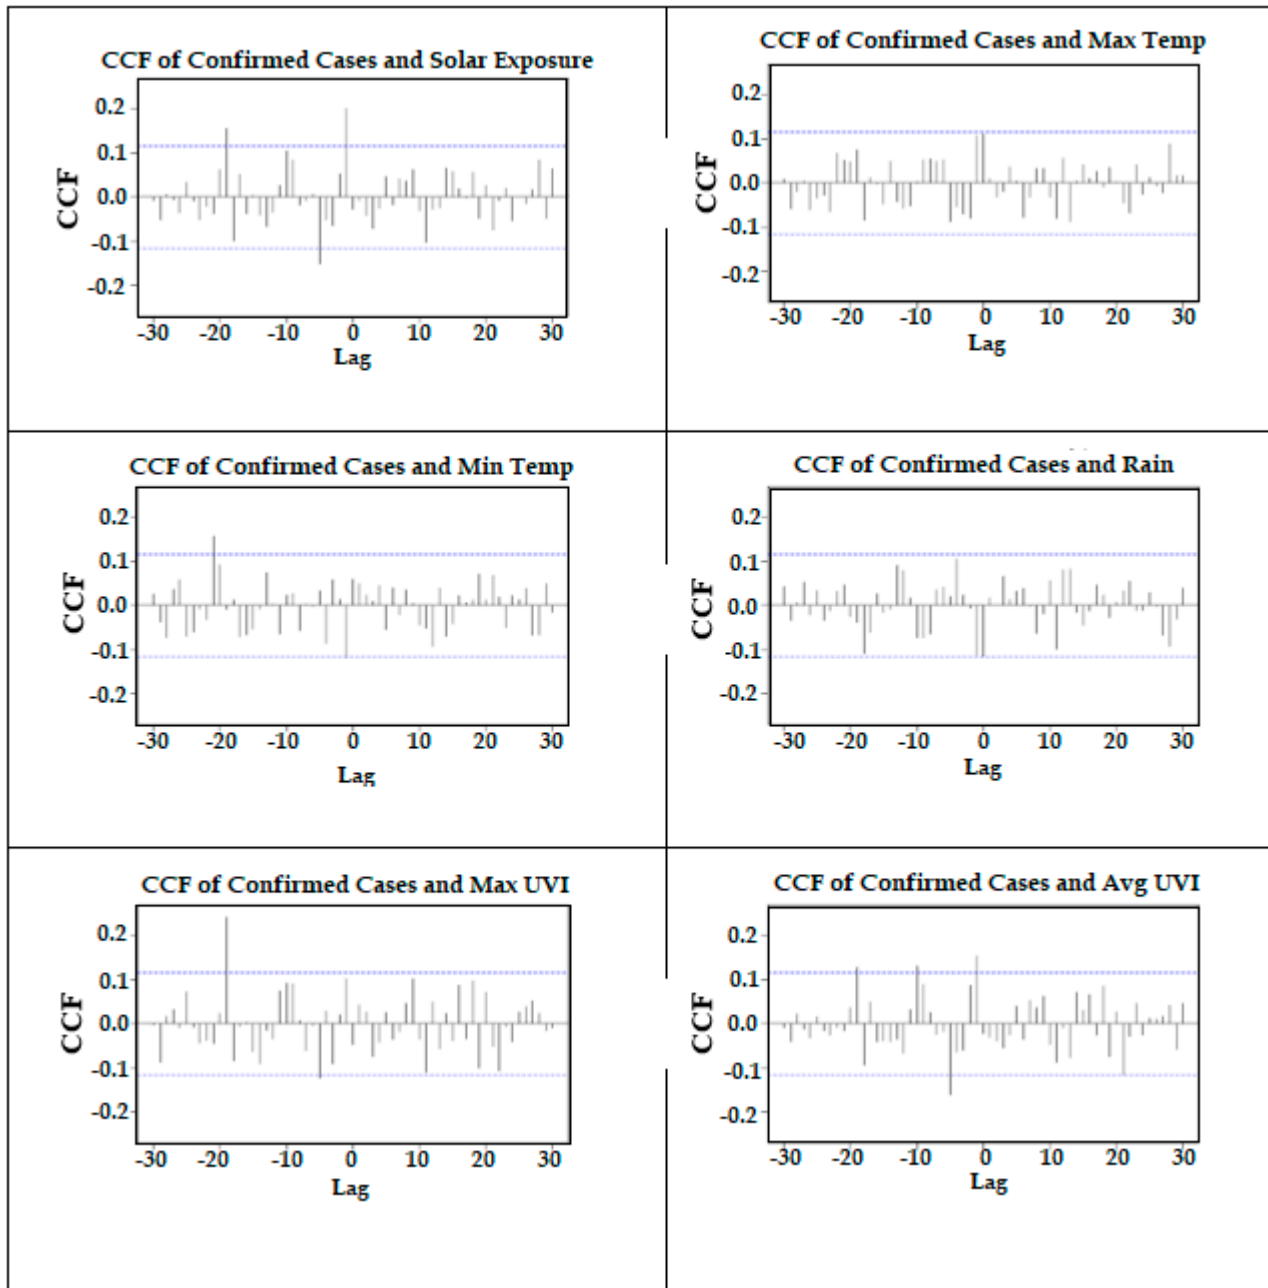 CCF of Confirmed Cases and Solar Exposure
CCF
0.2
0.1
0.0
-0.1
-0.2
-30 -20 -10 0 10 20 30
Lag
CCF of Confirmed Cases and Max Temp
CCF
0.2
0.1
0.0
-0.1
-0.2
-30 -20 -10 0 10 20 30
Lag
CCF of Confirmed Cases and Min Temp
CCF
0.2
0.1
0.0
-0.1
-0.2
-30 -20 -10 0 10 20 30
Lag
CCF of Confirmed Cases and Rain
CCF
0.2
0.1
0.0
-0.1
-0.2
-30 -20 -10 0 10 20 30
Lag
CCF of Confirmed Cases and Max UVI
CCF
0.2
0.1
0.0
-0.1
-0.2
-30 -20 -10 0 10 20 30
Lag
CCF of Confirmed Cases and Avg UVI
CCF
0.2
0.1
0.0
-0.1
-0.2
-30 -20 -10 0 10 20 30
Lag